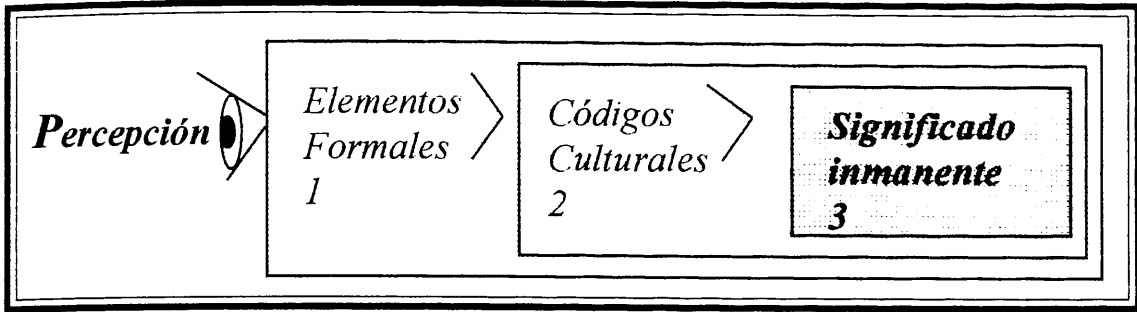 Percepción
Elementos
Formales
1
Códigos
Culturales
2
Significado
inmanente
3